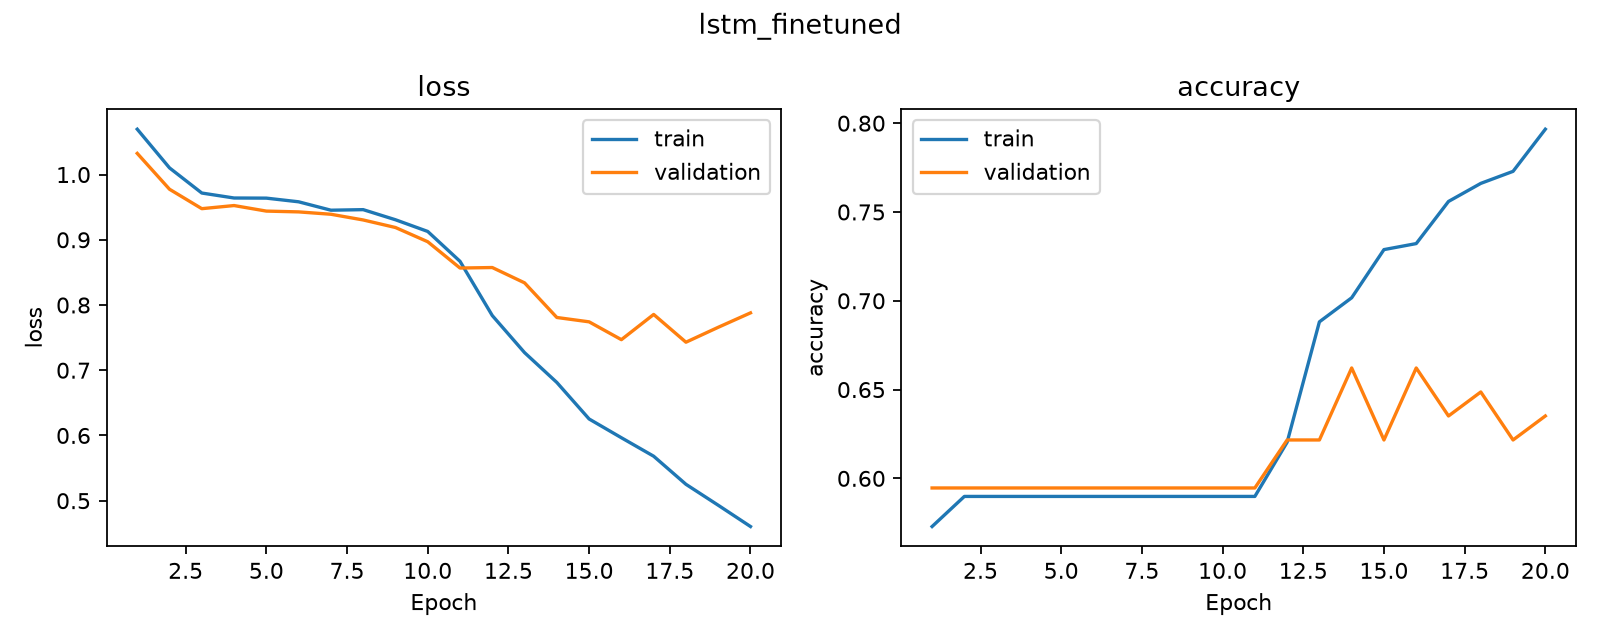 lstm_finetuned
loss
train
validation
1.0
0.9
0.8
0.7
0.6
0.5
loss
2.5 5.0 7.5 10.0 12.5 15.0 17.5 20.0
Epoch
accuracy
train
validation
0.80
0.75
0.70
0.65
0.60
accuracy
2.5 5.0 7.5 10.0 12.5 15.0 17.5 20.0
Epoch